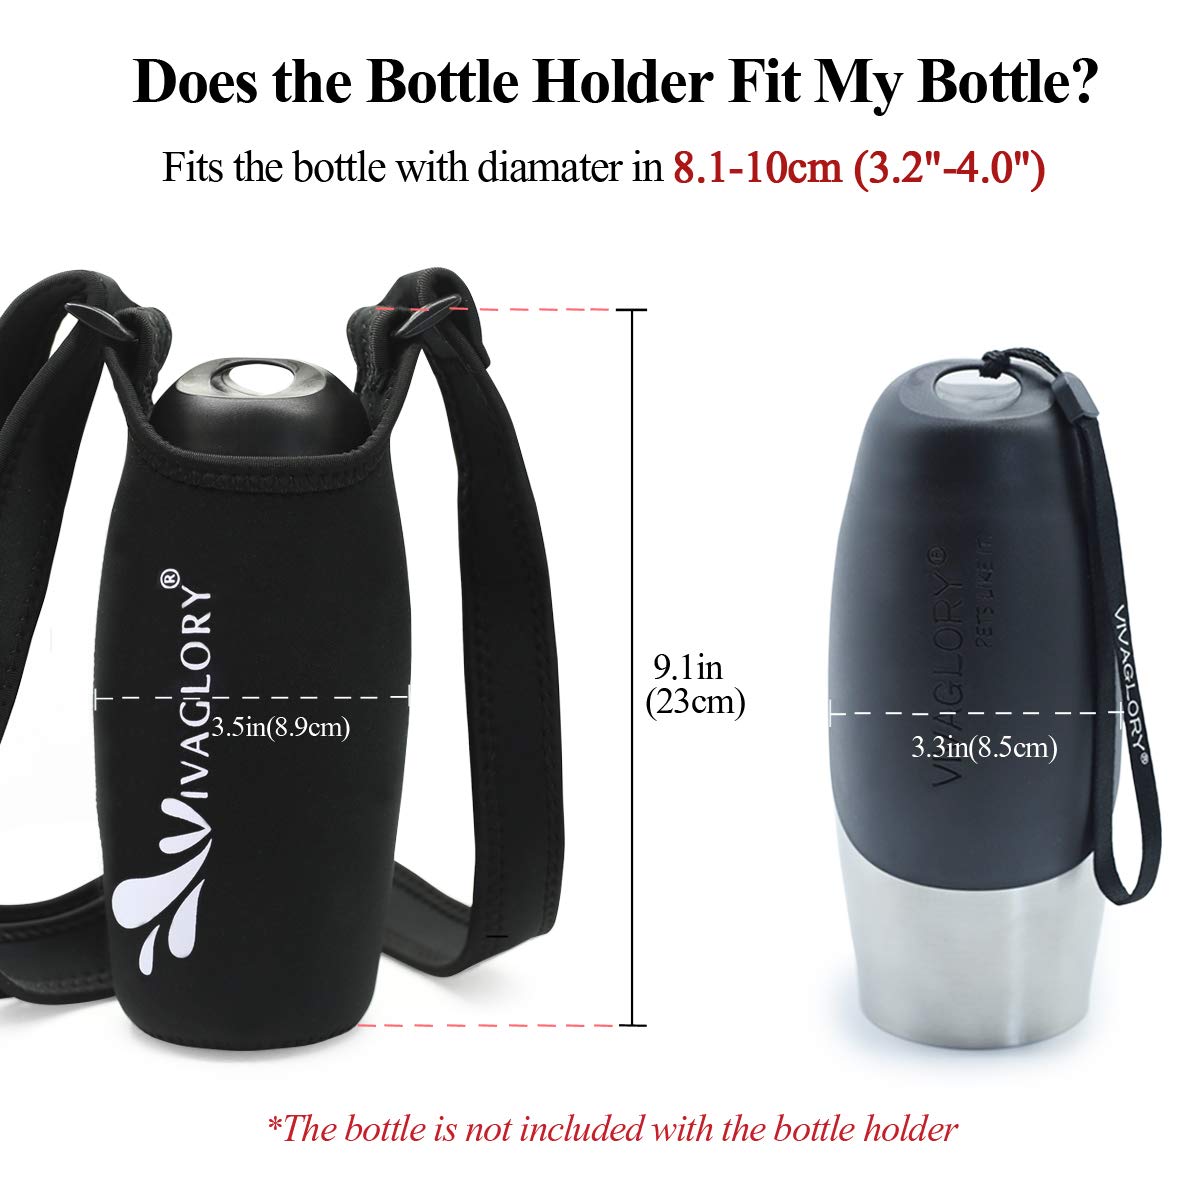 Does the Bottle Holder Fit My Bottle?
Fits the bottle with diamater in 8.1-10cm (3.2"-4.0")
VIVAGLORY®
3.5in(8.9cm)
9.1in
(23cm)
VIVAGLORY®
PETS LIKE IT.
3.3in(8.5cm)
VIVAGLORY®
*The bottle is not included with the bottle holder